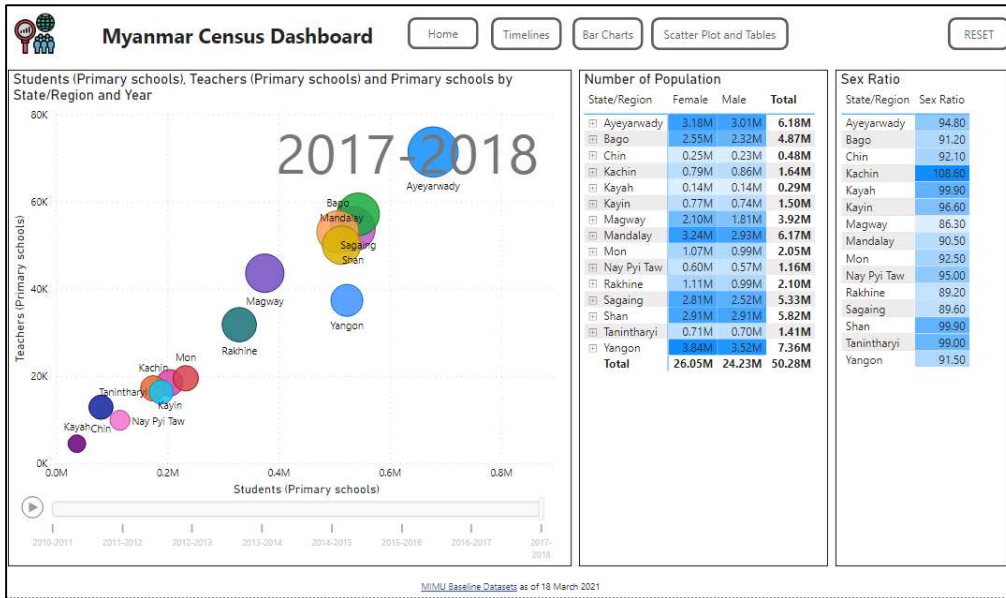 Myanmar Census Dashboard
Home
Timelines
Bar Charts
Scatter Plot and Tables
RESET
Students (Primary schools), Teachers (Primary schools) and Primary schools by
State/Region and Year
80K
60K
40K
20K
0K
Teachers (Primary schools)
2017-2018
Ayeyarwady
Bago
Mandalay
Sagaing
Shan
Magway
Yangon
Rakhine
Mon
Kachin
Tanintharyi
Kayin
Nay Pyi Taw
Kayah
Chin
0.0M 0.2M 0.4M 0.6M 0.8M
Students (Primary schools)
2010-2011 2011-2012 2012-2013 2013-2014 2014-2015 2015-2016 2016-2017 2017-
2018
Number of Population
State/Region Female Male Total
Ayeyarwady 3.18M 3.01M 6.18M
Bago 2.55M 2.32M 4.87M
Chin 0.25M 0.23M 0.48M
Kachin 0.79M 0.86M 1.64M
Kayah 0.14M 0.14M 0.29M
Kayin 0.77M 0.74M 1.50M
Magway 2.10M 1.81M 3.92M
Mandalay 3.24M 2.93M 6.17M
Mon 1.07M 0.99M 2.05M
Nay Pyi Taw 0.60M 0.57M 1.16M
Rakhine 1.11M 0.99M 2.10M
Sagaing 2.81M 2.52M 5.33M
Shan 2.91M 2.91M 5.82M
Tanintharyi 0.71M 0.70M 1.41M
Yangon 3.84M 3.52M 7.36M
Total 26.05M 24.23M 50.28M
Sex Ratio
State/Region Sex Ratio
Ayeyarwady 94.80
Bago 91.20
Chin 92.10
Kachin 108.60
Kayah 99.90
Kayin 96.60
Magway 86.30
Mandalay 90.50
Mon 92.50
Nay Pyi Taw 95.00
Rakhine 89.20
Sagaing 89.60
Shan 99.90
Tanintharyi 99.00
Yangon 91.50
MIMU Baseline Datasets as of 18 March 2021